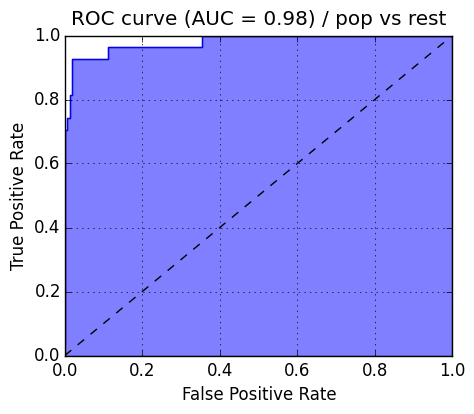 ROC curve (AUC = 0.98) / pop vs rest
1.0
0.8
0.6
0.4
0.2
0.0
True Positive Rate
0.0 0.2 0.4 0.6 0.8 1.0
False Positive Rate